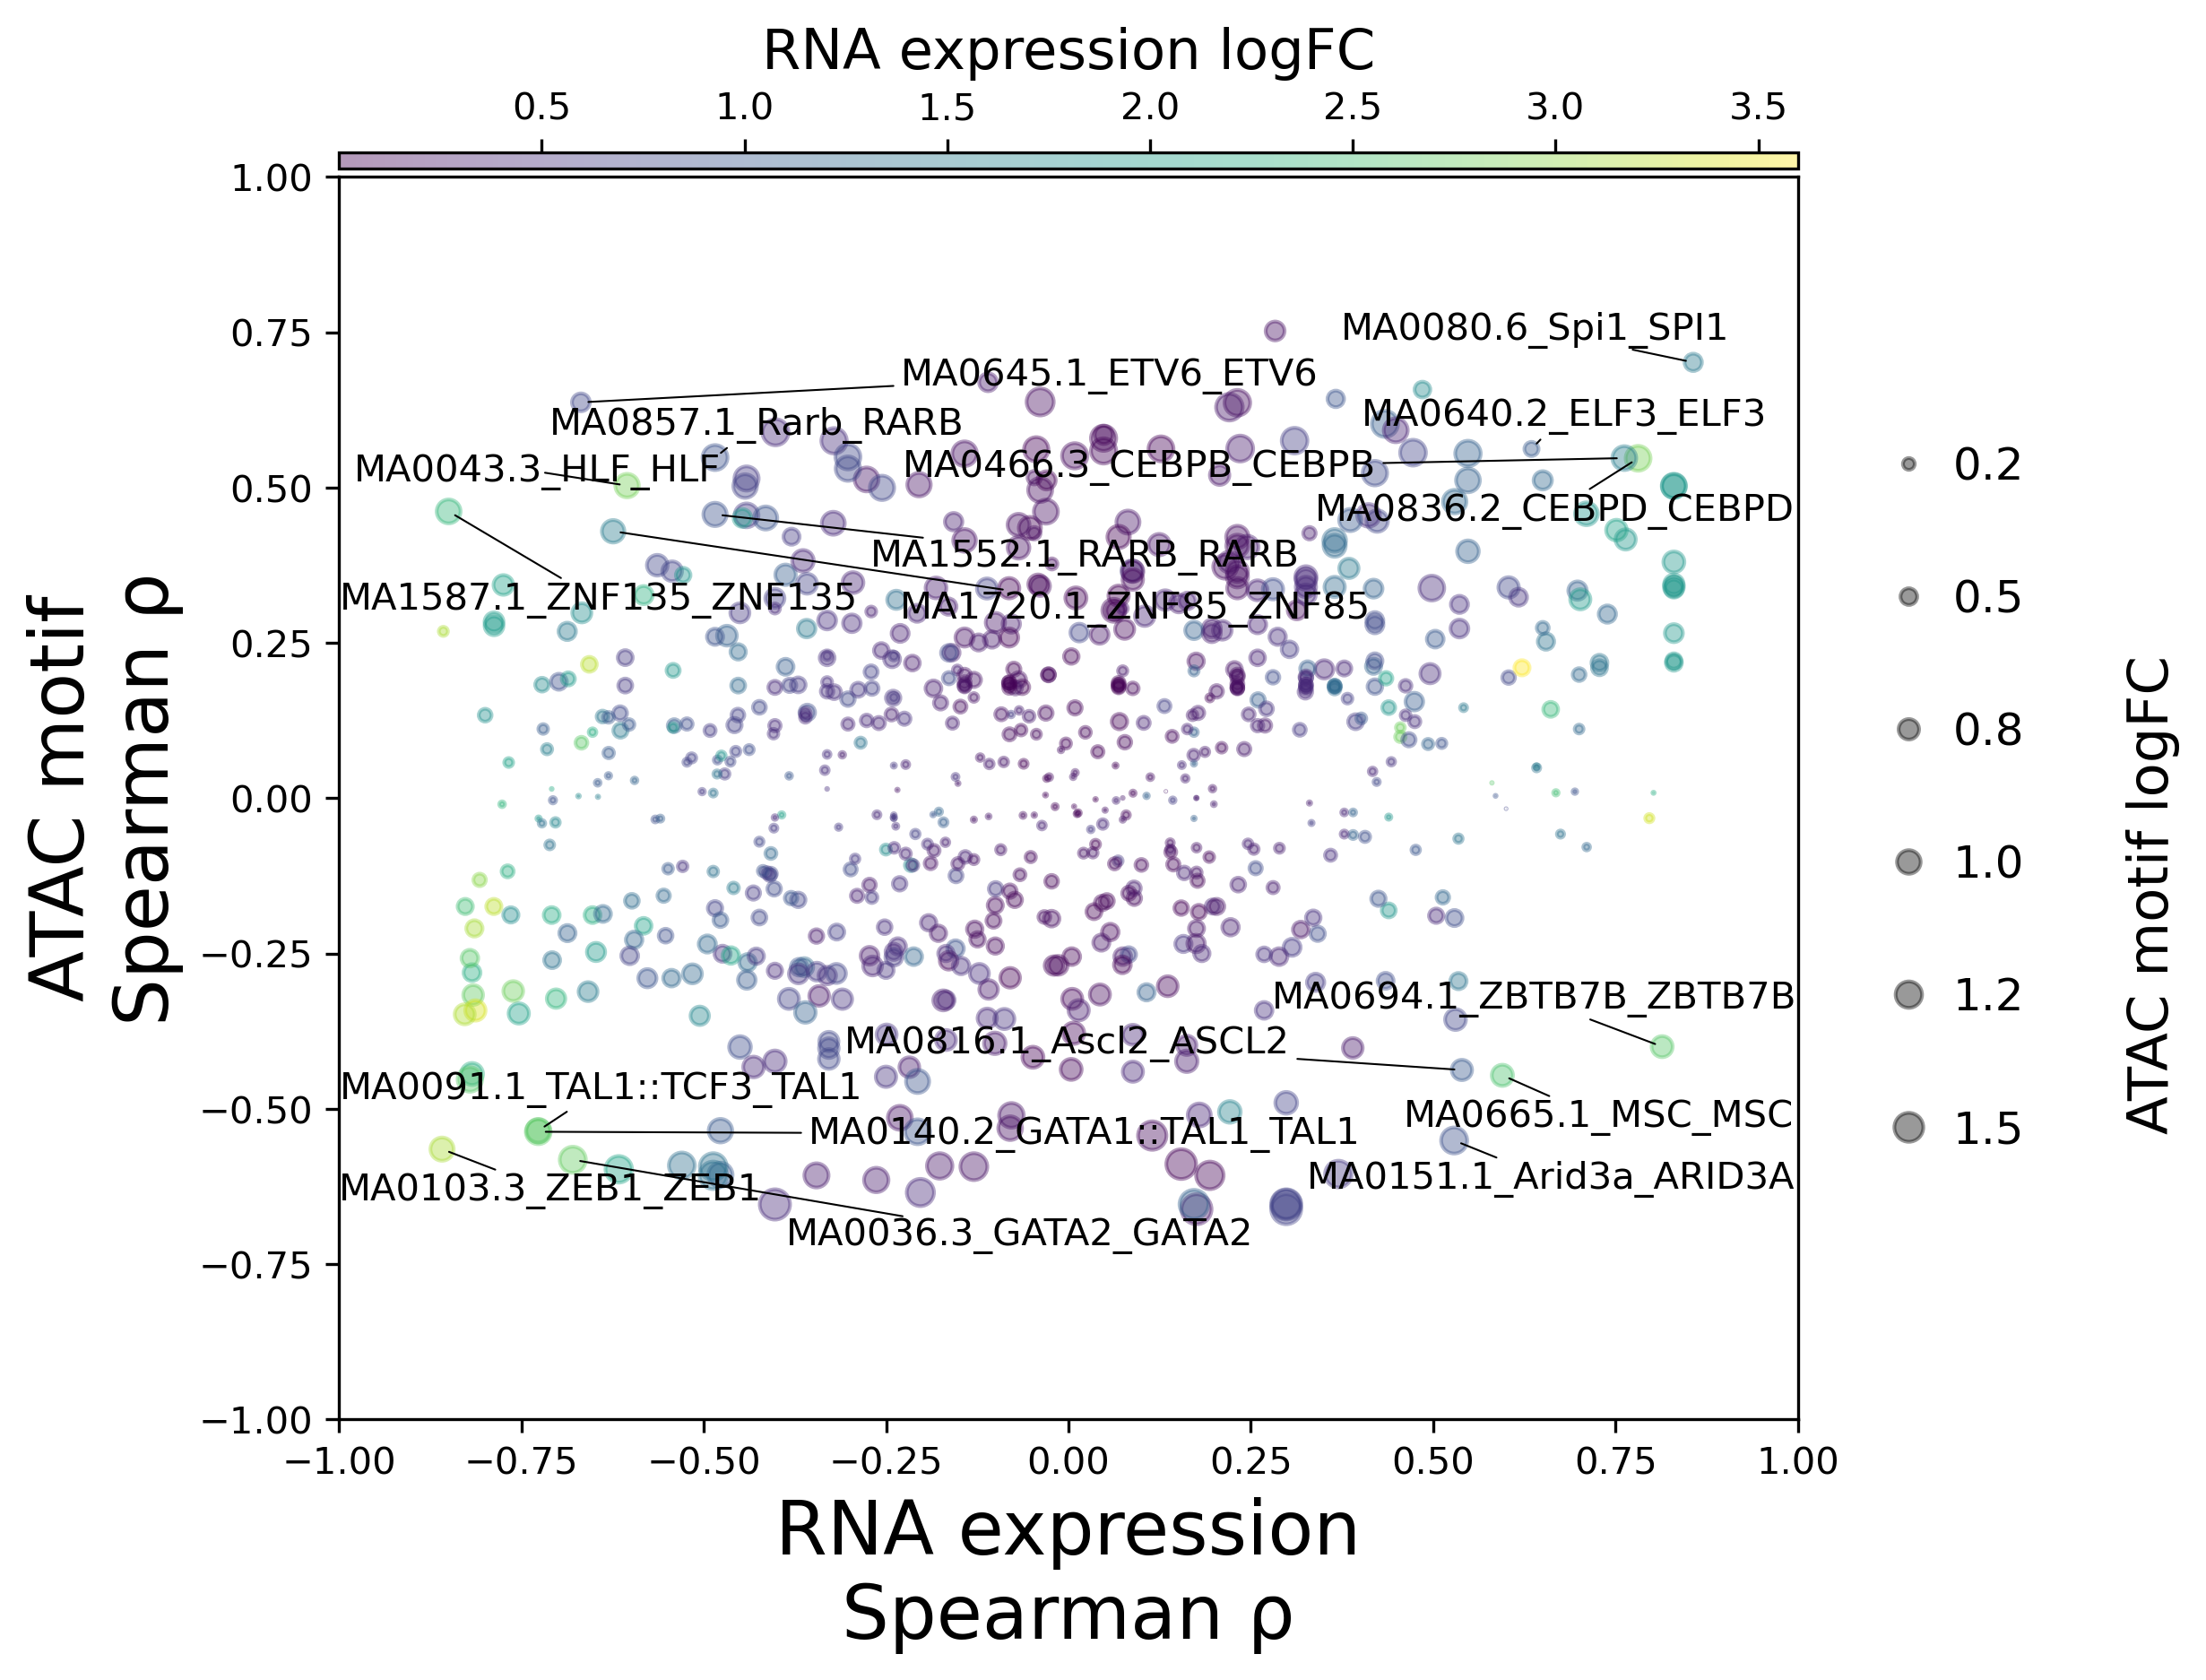 RNA expression logFC
0.5 1.0 1.5 2.0 2.5 3.0 3.5
1.00
0.75
0.50
0.25
0.00
−0.25
−0.50
−0.75
−1.00
ATAC motif
Spearman ρ
MA0080.6_Spi1_SPI1
MA0645.1_ETV6_ETV6
MA0857.1_Rarb_RARB
MA0640.2_ELF3_ELF3
MA0043.3_HLF_HLF
MA0466.3_CEBPB_CEBPB
MA0836.2_CEBPD_CEBPD
MA1552.1_RARB_RARB
MA1587.1_ZNF135_ZNF135
MA1720.1_ZNF85_ZNF85
MA0694.1_ZBTB7B_ZBTB7B
MA0816.1_Ascl2_ASCL2
MA0091.1_TAL1::TCF3_TAL1
MA0665.1_MSC_MSC
MA0140.2_GATA1::TAL1_TAL1
MA0151.1_Arid3a_ARID3A
MA0103.3_ZEB1_ZEB1
MA0036.3_GATA2_GATA2
−1.00 −0.75 −0.50 −0.25 0.00 0.25 0.50 0.75 1.00
RNA expression
Spearman ρ
0.2
0.5
0.8
1.0
1.2
1.5
ATAC motif logFC